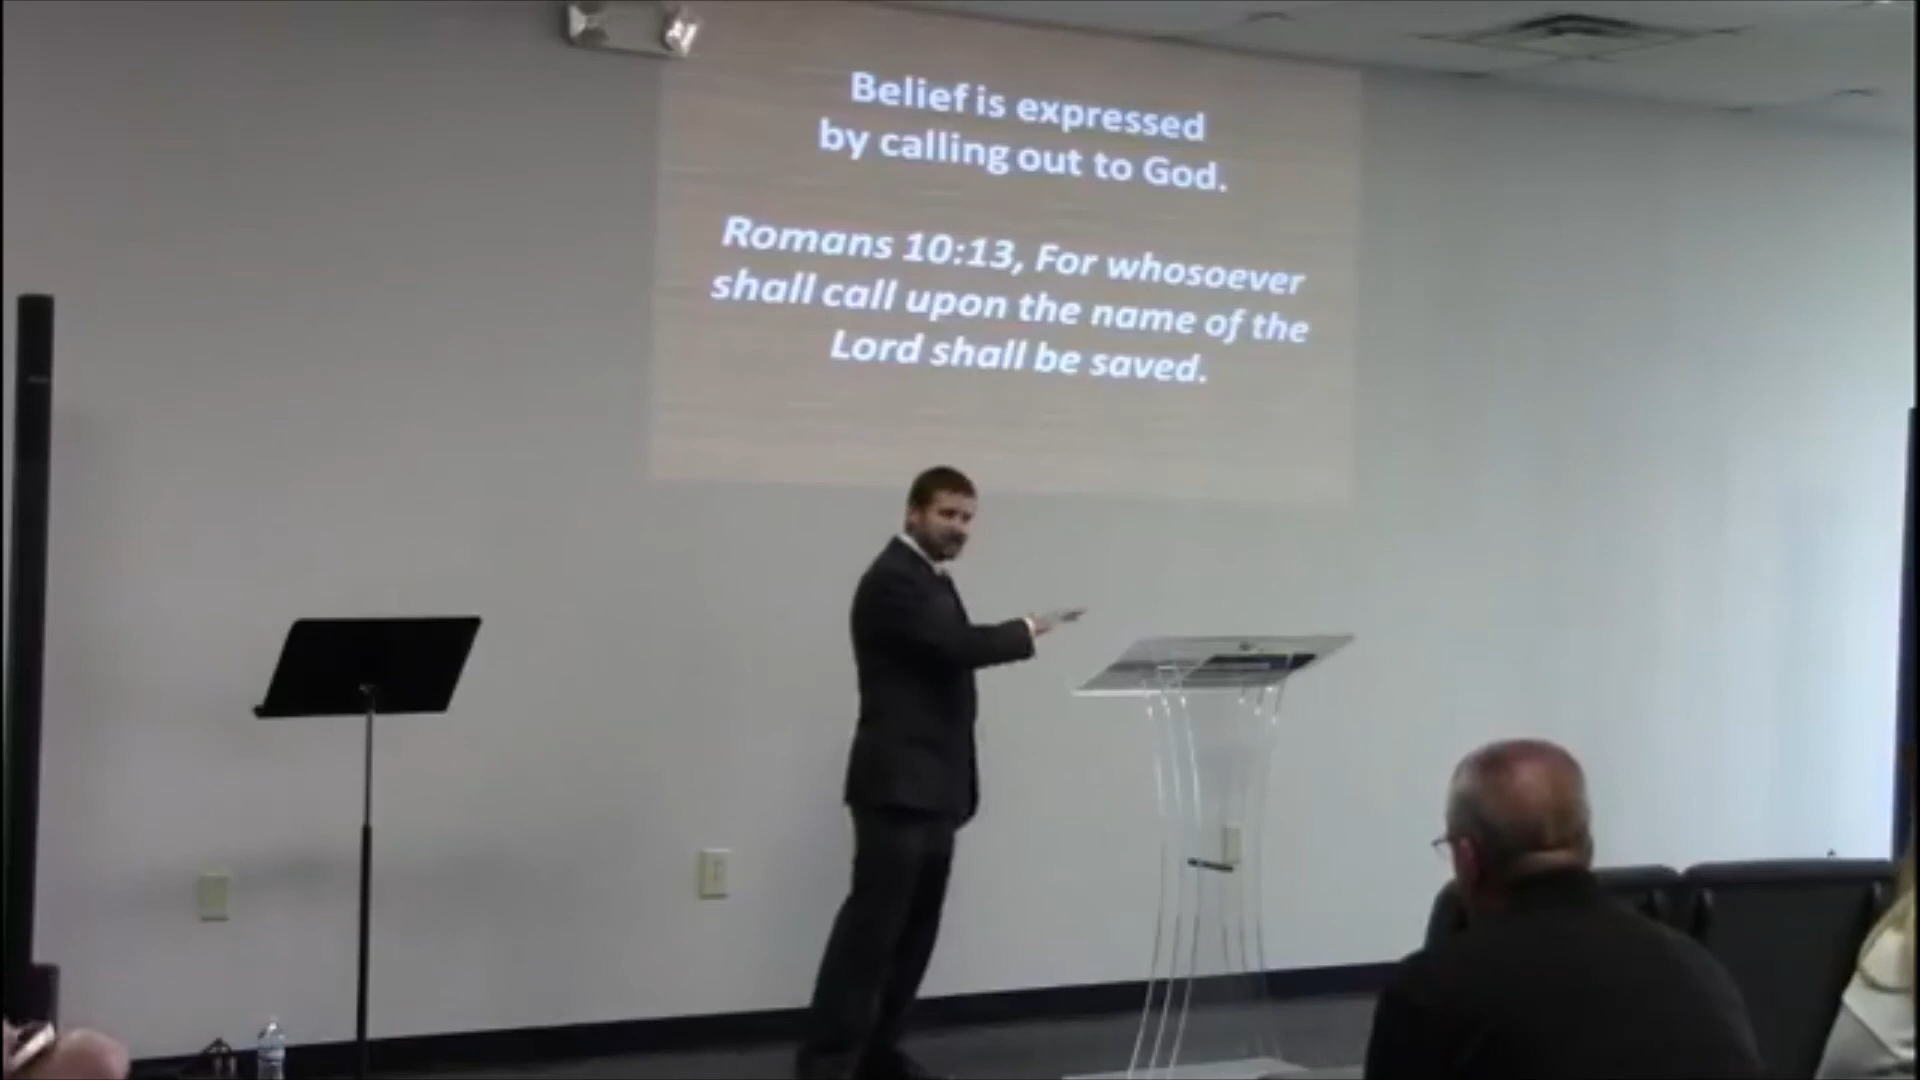 Belief is expressed
by calling out to God.
Romans 10:13, For whosoever
shall call upon the name of the
Lord shall be saved.